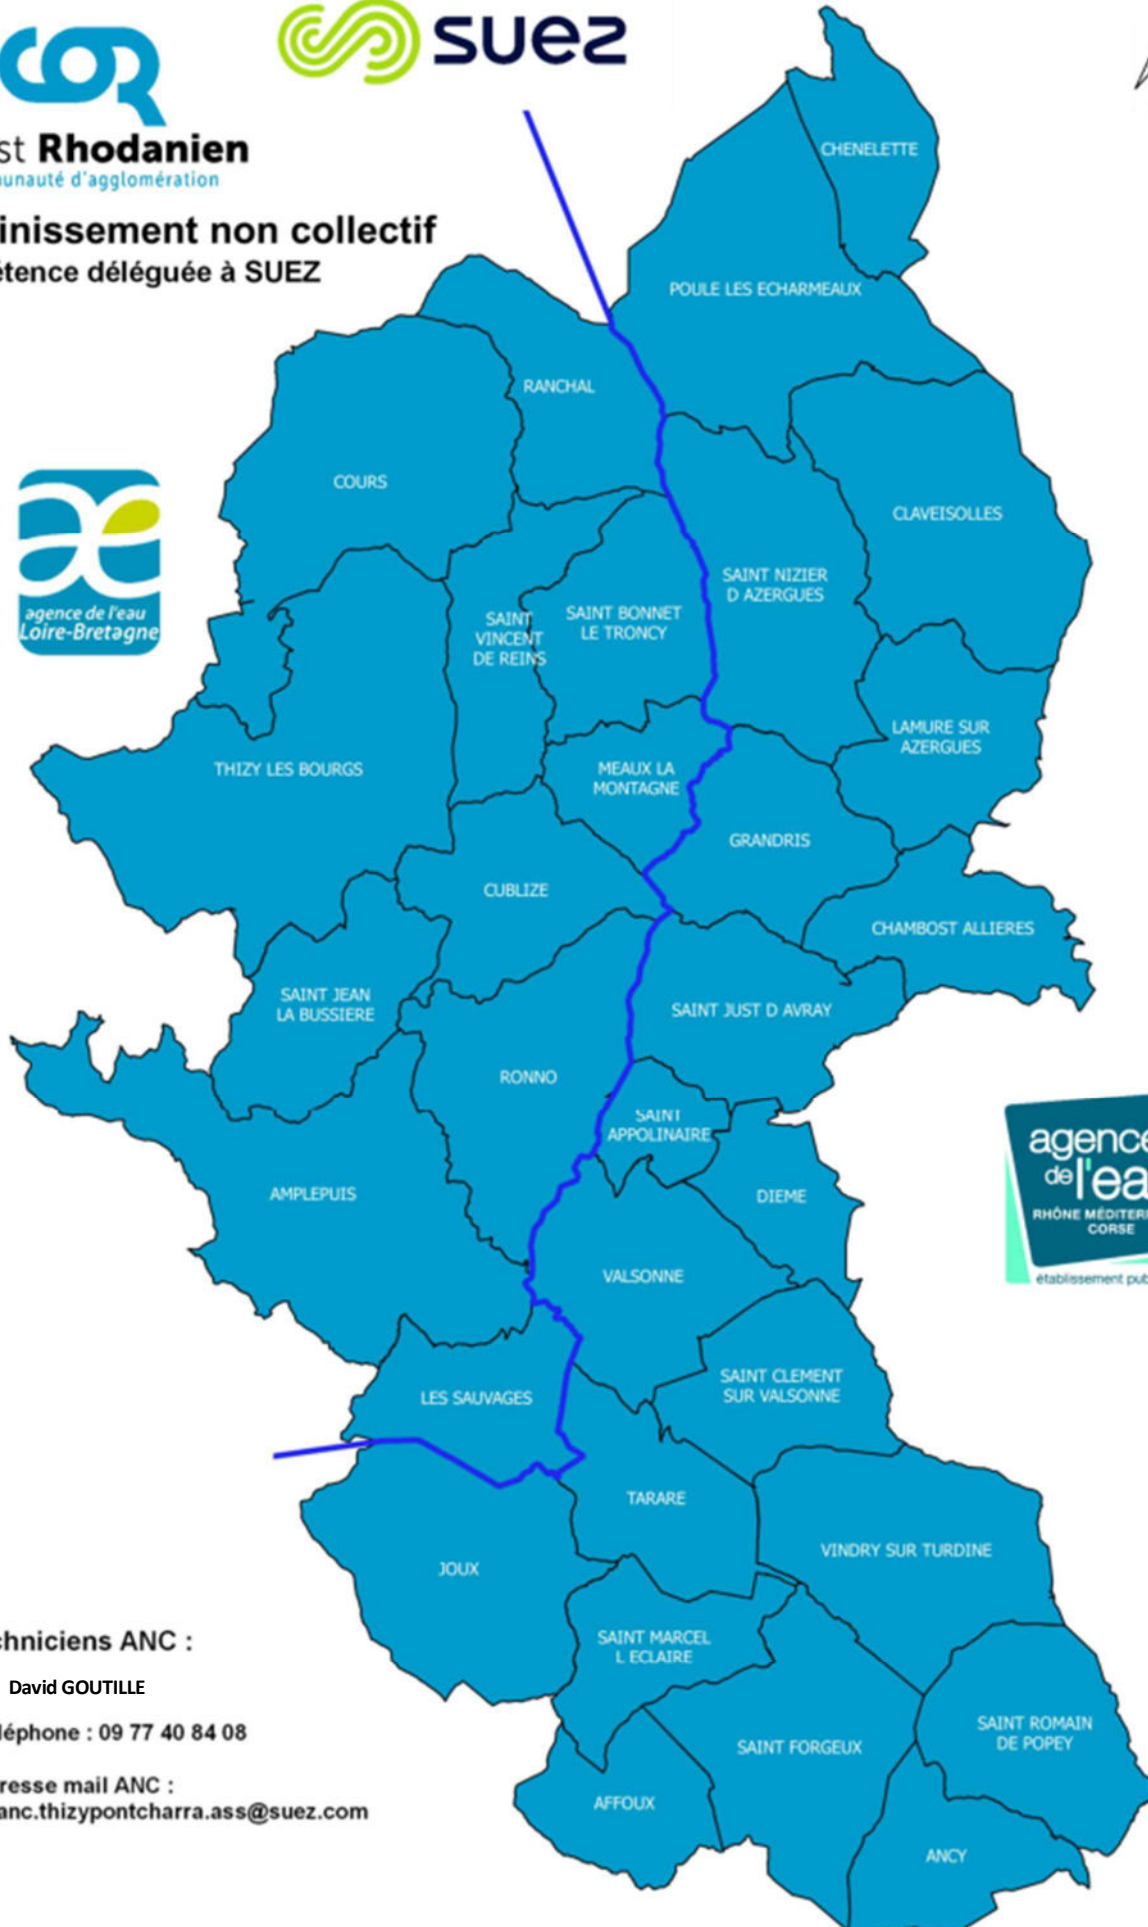 COR
suez
st Rhodanien
unauté d'agglomération
inissement non collectif
étence déléguée à SUEZ
CHENELETTE
POULE LES ECHARMEAUX
RANCHAL
COURS
CLAVEISOLLES
ae
agence de l'eau
Loire-Bretagne
SAINT NIZIER
D AZERGUES
SAINT
VINCENT
DE REINS
SAINT BONNET
LE TRONCY
LAMURE SUR
AZERGUES
THIZY LES BOURGS
MEAUX LA
MONTAGNE
GRANDRIS
CUBLIZE
CHAMBOST ALLIERES
SAINT JEAN
LA BUSSIERE
SAINT JUST D AVRAY
RONNO
SAINT
APPOLINAIRE
agence
de l'ea
RHÔNE MÉDITER
CORSE
établissement pub
AMPLEPUIS
DIEME
VALSONNE
LES SAUVAGES
SAINT CLEMENT
SUR VALSONNE
TARARE
VINDRY SUR TURDINE
JOUX
SAINT MARCEL
L ECLAIRE
chniciens ANC :
David GOUTILLE
léphone : 09 77 40 84 08
resse mail ANC :
anc.thizypontcharra.ass@suez.com
SAINT ROMAIN
DE POPEY
SAINT FORGEUX
AFFOUX
ANCY